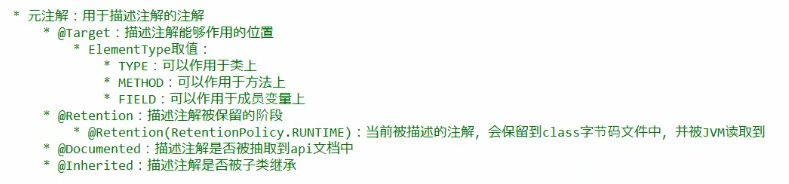 * 元注解：用于描述注解的注解
* @Target：描述注解能够作用的位置
* ElementType取值：
* TYPE：可以作用于类上
* METHOD：可以作用于方法上
* FIELD：可以作用于成员变量上
* @Retention：描述注解被保留的阶段
* @Retention(RetentionPolicy.RUNTIME)：当前被描述的注解，会保留到class字节码文件中，并被JVM读取到
* @Documented：描述注解是否被抽取到api文档中
* @Inherited：描述注解是否被子类继承